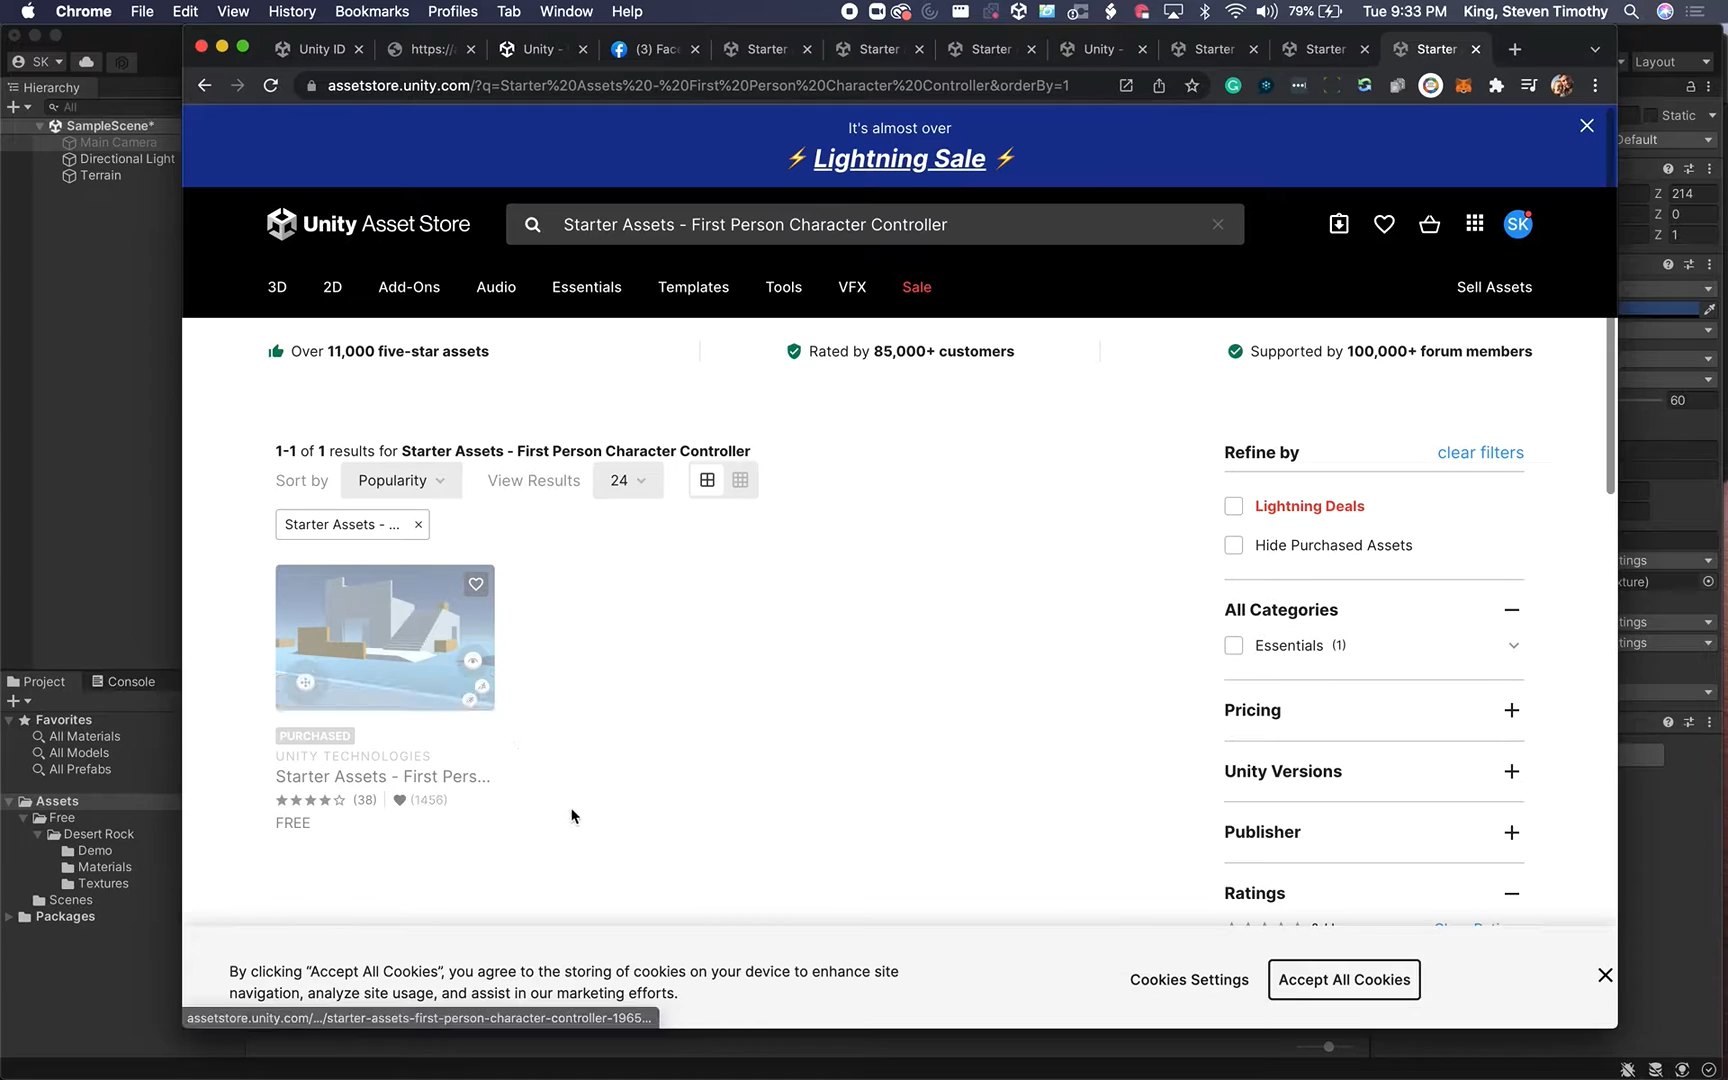 Chrome File Edit View History Bookmarks Profiles Tab Window Help 79% Tue 9:33 PM King, Steven Timothy
Unity ID https:/ Unity - (3) Fac Starter Starter Starter Unity - Starter Starter Starter
assetstore.unity.com/?q=Starter%20Assets%20-%20First%20Person%20Character%20Controller&orderBy=1
SK
Layout
Hierarchy
All
SampleScene*
Main Camera
Directional Light
Terrain
Static
Default
Z 214
Z 0
Z 1
60
It's almost over
⚡ Lightning Sale ⚡
Unity Asset Store
Starter Assets - First Person Character Controller
SK
3D 2D Add-Ons Audio Essentials Templates Tools VFX Sale Sell Assets
Over 11,000 five-star assets
Rated by 85,000+ customers
Supported by 100,000+ forum members
1-1 of 1 results for Starter Assets - First Person Character Controller
Sort by Popularity View Results 24
Starter Assets - ... ×
PURCHASED
UNITY TECHNOLOGIES
Starter Assets - First Pers...
(38) (1456)
FREE
Refine by clear filters
Lightning Deals
Hide Purchased Assets
All Categories
Essentials (1)
Pricing
Unity Versions
Publisher
Ratings
tings
ture)
tings
tings
Project Console
Favorites
All Materials
All Models
All Prefabs
Assets
Free
Desert Rock
Demo
Materials
Textures
Scenes
Packages
By clicking “Accept All Cookies”, you agree to the storing of cookies on your device to enhance site
navigation, analyze site usage, and assist in our marketing efforts.
Cookies Settings Accept All Cookies
assetstore.unity.com/.../starter-assets-first-person-character-controller-1965...